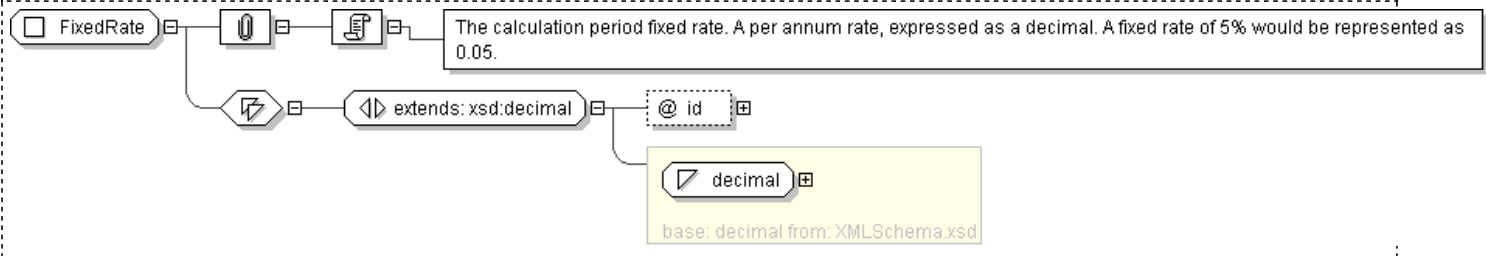 FixedRate
The calculation period fixed rate. A per annum rate, expressed as a decimal. A fixed rate of 5% would be represented as
0.05.
extends: xsd:decimal
@ id
decimal
base: decimal from: XMLSchema.xsd